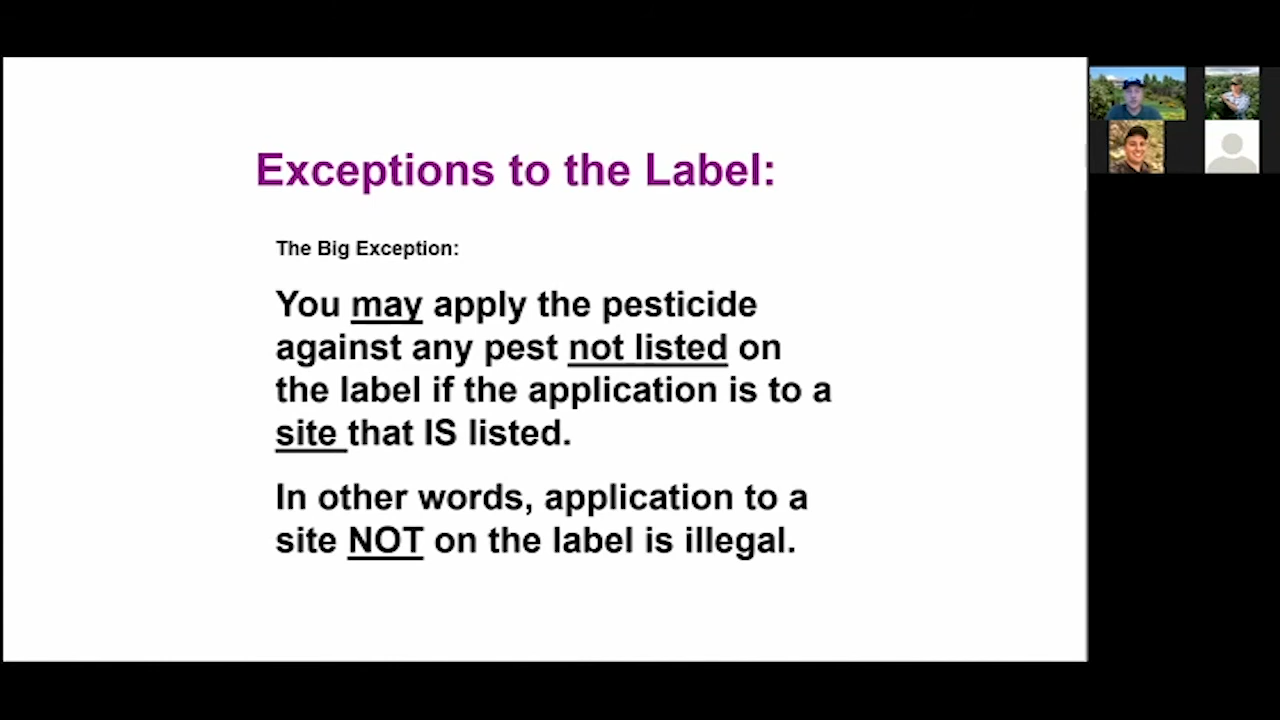 Exceptions to the Label:
The Big Exception:
You may apply the pesticide
against any pest not listed on
the label if the application is to a
site that IS listed.
In other words, application to a
site NOT on the label is illegal.